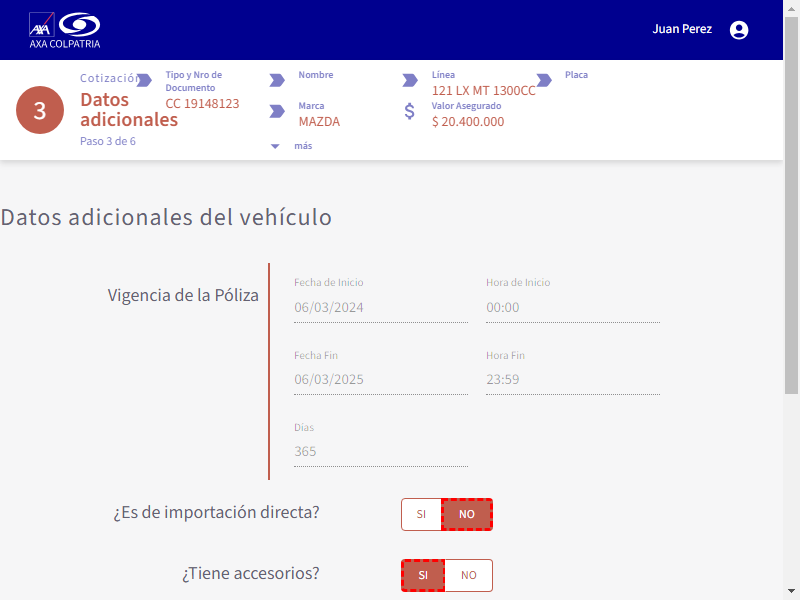 AXA
AXA COLPATRIA
Juan Perez
3
Cotización
Datos
adicionales
Paso 3 de 6
Tipo y Nro de
Documento
CC 19148123
Nombre
Marca
MAZDA
más
Línea
121 LX MT 1300CC
Valor Asegurado
$ 20.400.000
Placa
Datos adicionales del vehículo
Vigencia de la Póliza
Fecha de Inicio
06/03/2024
Hora de Inicio
00:00
Fecha Fin
06/03/2025
Hora Fin
23:59
Días
365
¿Es de importación directa?
SI NO
¿Tiene accesorios?
SI NO